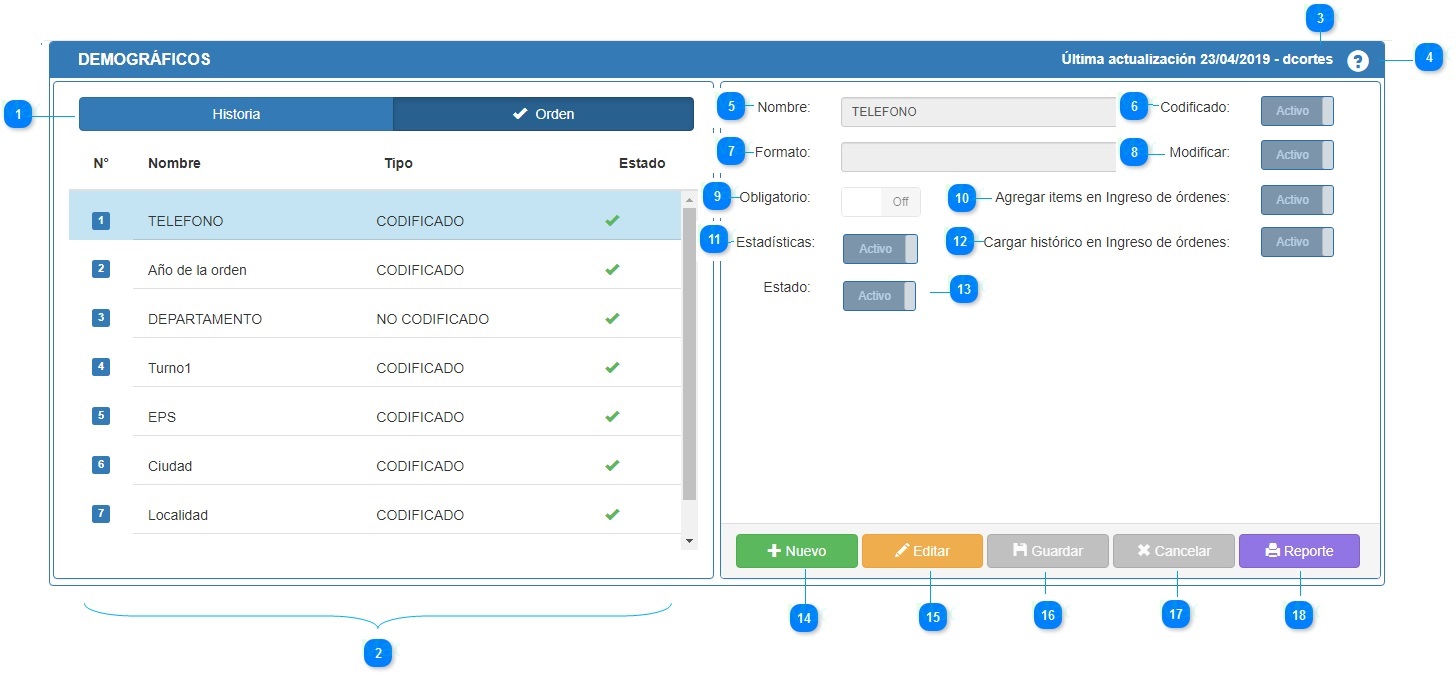 3
DEMOGRÁFICOS Última actualización 23/04/2019 - dcortes ? 4
1 Historia Orden
5 Nombre: TELEFONO 6 Codificado: Activo
7 Formato: 8 Modificar: Activo
9 Obligatorio: Off 10 Agregar items en Ingreso de órdenes: Activo
11 Estadísticas: Activo 12 Cargar histórico en Ingreso de órdenes: Activo
Estado: Activo 13
N° Nombre Tipo Estado
1 TELEFONO CODIFICADO
2 Año de la orden CODIFICADO
3 DEPARTAMENTO NO CODIFICADO
4 Turno1 CODIFICADO
5 EPS CODIFICADO
6 Ciudad CODIFICADO
7 Localidad CODIFICADO
Nuevo Editar Guardar Cancelar Reporte
14 15 16 17 18
2